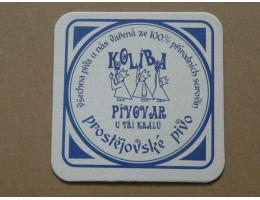 Všechna piva u nás vařená ze 100% přírodních surovin
KOLIBA
PIVOVAR
U TŘÍ KRÁLŮ
prostějovské pivo